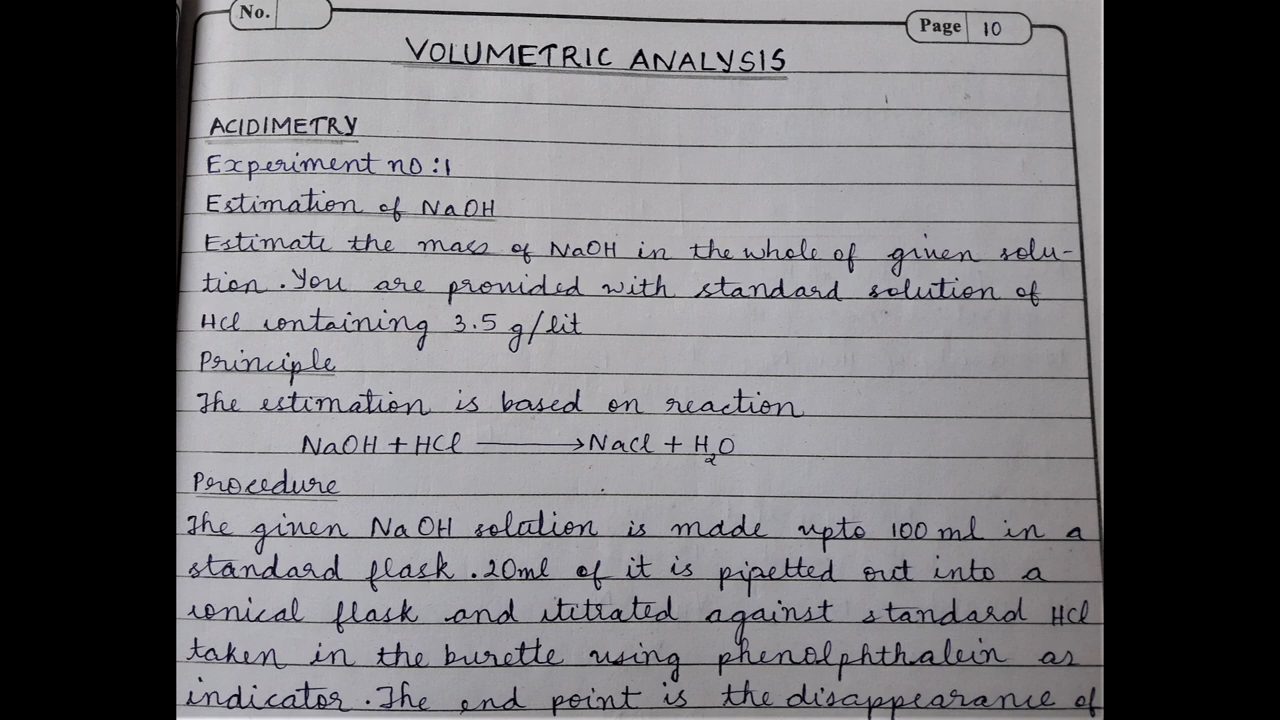 No.
Page 10
VOLUMETRIC ANALYSIS
ACIDIMETRY
Experiment no :1
Estimation of NaOH
Estimate the mass of NaOH in the whole of given solu-
tion . You are provided with standard solution of
HCl containing 3.5 g/lit
Principle
The estimation is based on reaction
NaOH + HCl ⟶ NaCl + H₂O
Procedure
The given NaOH solution is made upto 100 ml in a
standard flask . 20ml of it is pipetted out into a
conical flask and titrated against standard HCl
taken in the burette using phenolphthalein as
indicator . The end point is the disappearance of